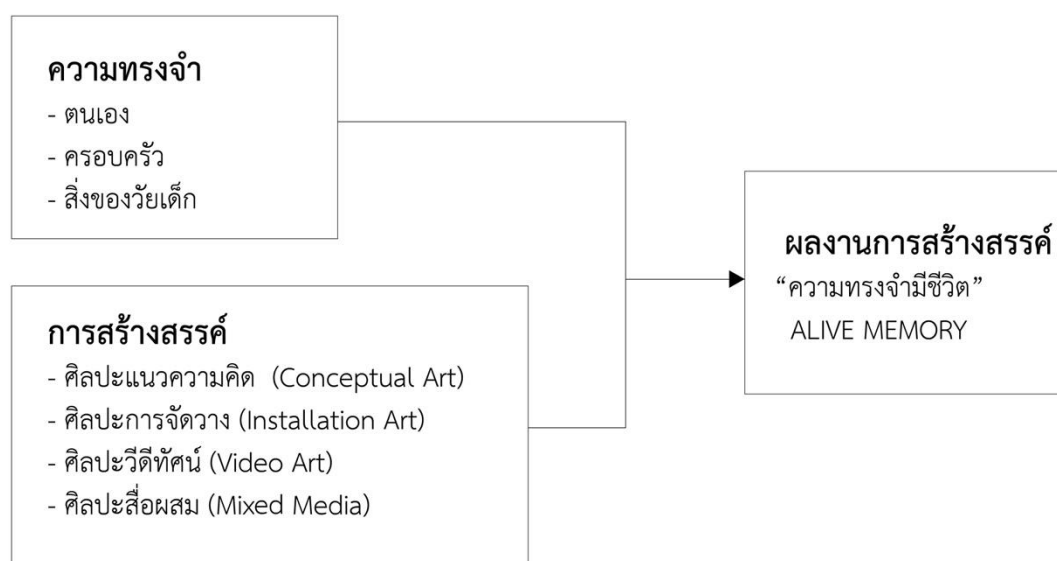 ความทรงจำ
- ตนเอง
- ครอบครัว
- สิ่งของวัยเด็ก
การสร้างสรรค์
- ศิลปะแนวความคิด (Conceptual Art)
- ศิลปะการจัดวาง (Installation Art)
- ศิลปะวีดีทัศน์ (Video Art)
- ศิลปะสื่อผสม (Mixed Media)
ผลงานการสร้างสรรค์
“ความทรงจำมีชีวิต”
ALIVE MEMORY